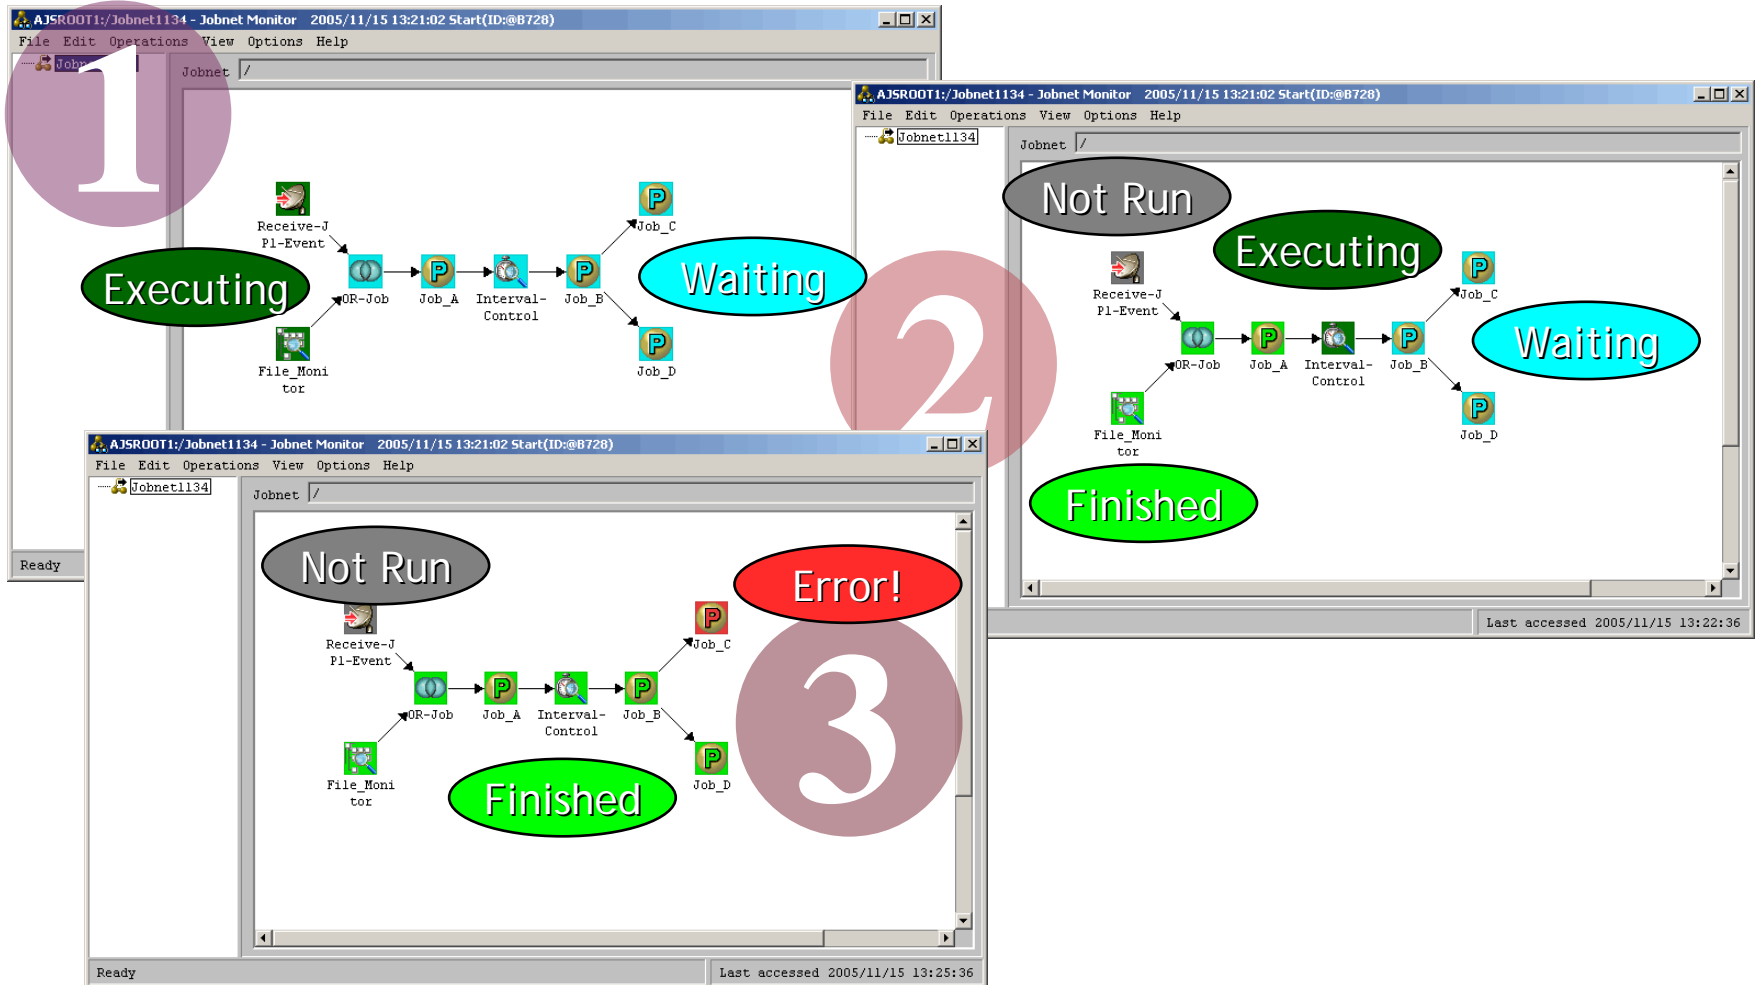 AJSROOT1:/Jobnet1134 - Jobnet Monitor 2005/11/15 13:21:02 Start(ID:@B728)
File Edit Operations View Options Help
1
Jobnet /
Receive-J
P1-Event
OR-Job
Job_A
Interval-
Control
Job_B
Job_C
Job_D
File_Moni
tor
Executing
Waiting
Ready
AJSROOT1:/Jobnet1134 - Jobnet Monitor 2005/11/15 13:21:02 Start(ID:@B728)
File Edit Operations View Options Help
Jobnet1134
Jobnet /
2
Not Run
Executing
Receive-J
P1-Event
OR-Job
Job_A
Interval-
Control
Job_B
Job_C
Job_D
File_Moni
tor
Waiting
Finished
Last accessed 2005/11/15 13:22:36
AJSROOT1:/Jobnet1134 - Jobnet Monitor 2005/11/15 13:21:02 Start(ID:@B728)
File Edit Operations View Options Help
Jobnet1134
Jobnet /
Not Run
Error!
3
Receive-J
P1-Event
OR-Job
Job_A
Interval-
Control
Job_B
Job_C
Job_D
File_Moni
tor
Finished
Ready
Last accessed 2005/11/15 13:25:36